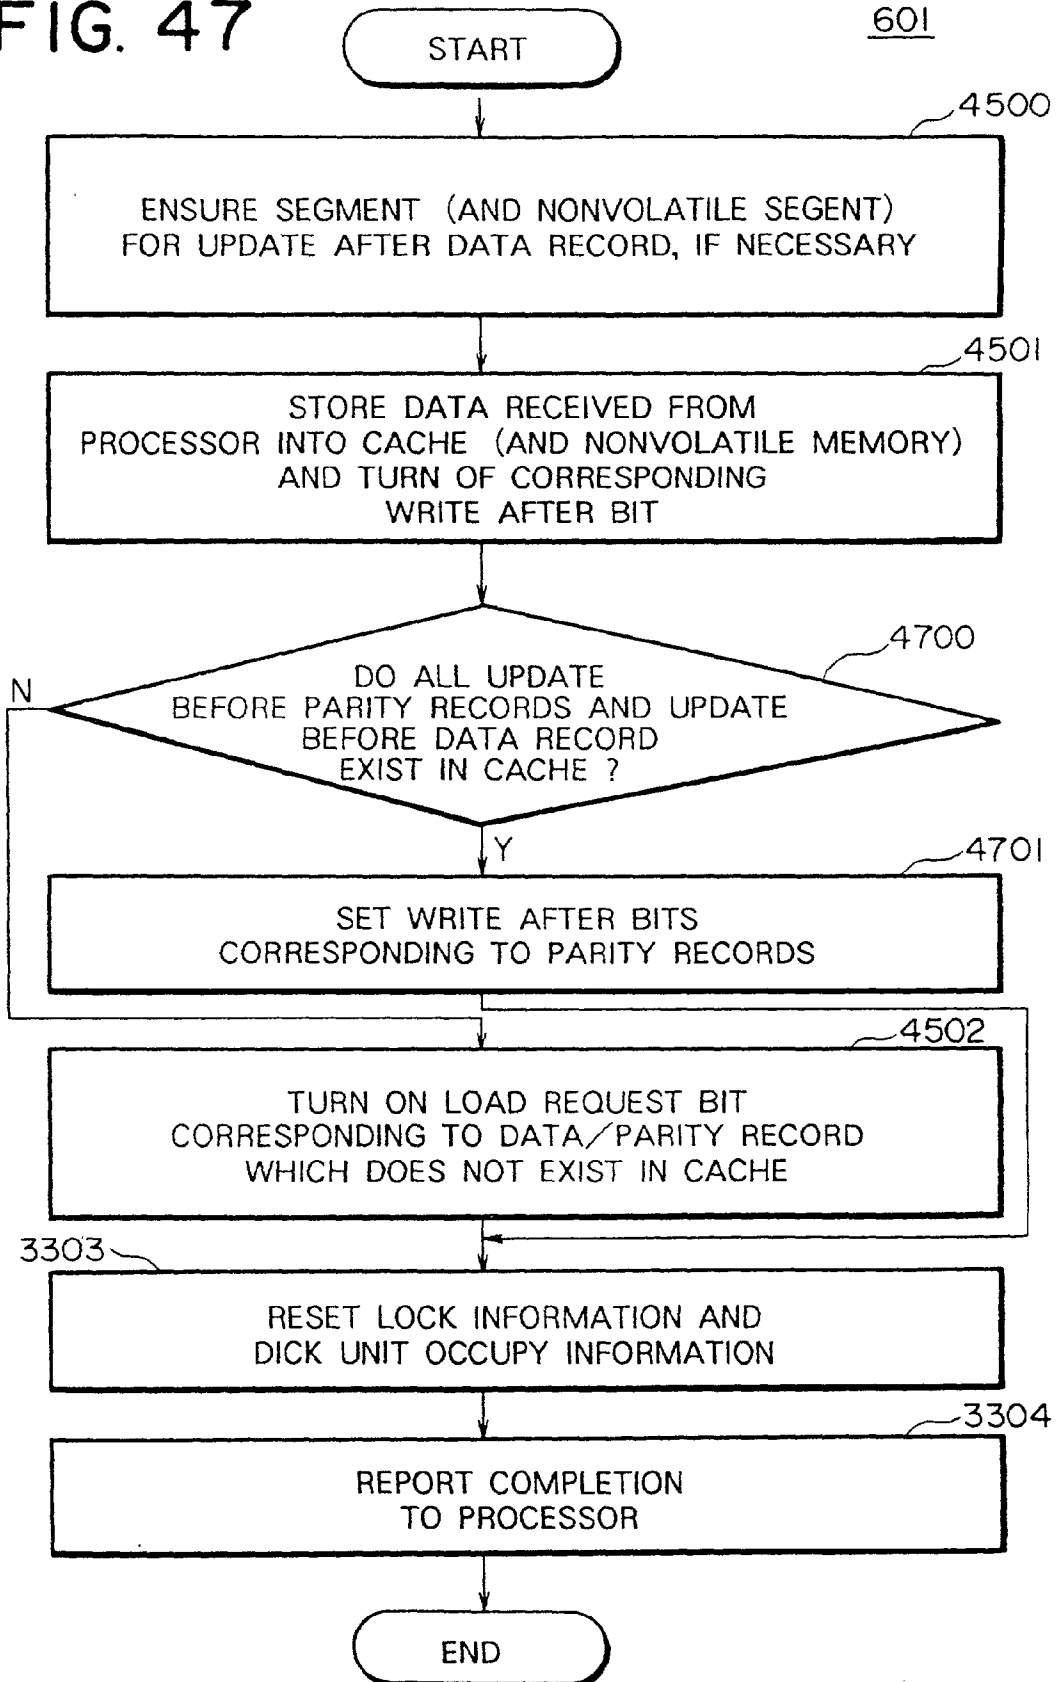 FIG. 47
601
START
4500
ENSURE SEGMENT (AND NONVOLATILE SEGENT)
FOR UPDATE AFTER DATA RECORD, IF NECESSARY
4501
STORE DATA RECEIVED FROM
PROCESSOR INTO CACHE (AND NONVOLATILE MEMORY)
AND TURN OF CORRESPONDING
WRITE AFTER BIT
4700
DO ALL UPDATE
BEFORE PARITY RECORDS AND UPDATE
BEFORE DATA RECORD
EXIST IN CACHE ?
N
Y
4701
SET WRITE AFTER BITS
CORRESPONDING TO PARITY RECORDS
4502
TURN ON LOAD REQUEST BIT
CORRESPONDING TO DATA/PARITY RECORD
WHICH DOES NOT EXIST IN CACHE
3303
RESET LOCK INFORMATION AND
DICK UNIT OCCUPY INFORMATION
3304
REPORT COMPLETION
TO PROCESSOR
END